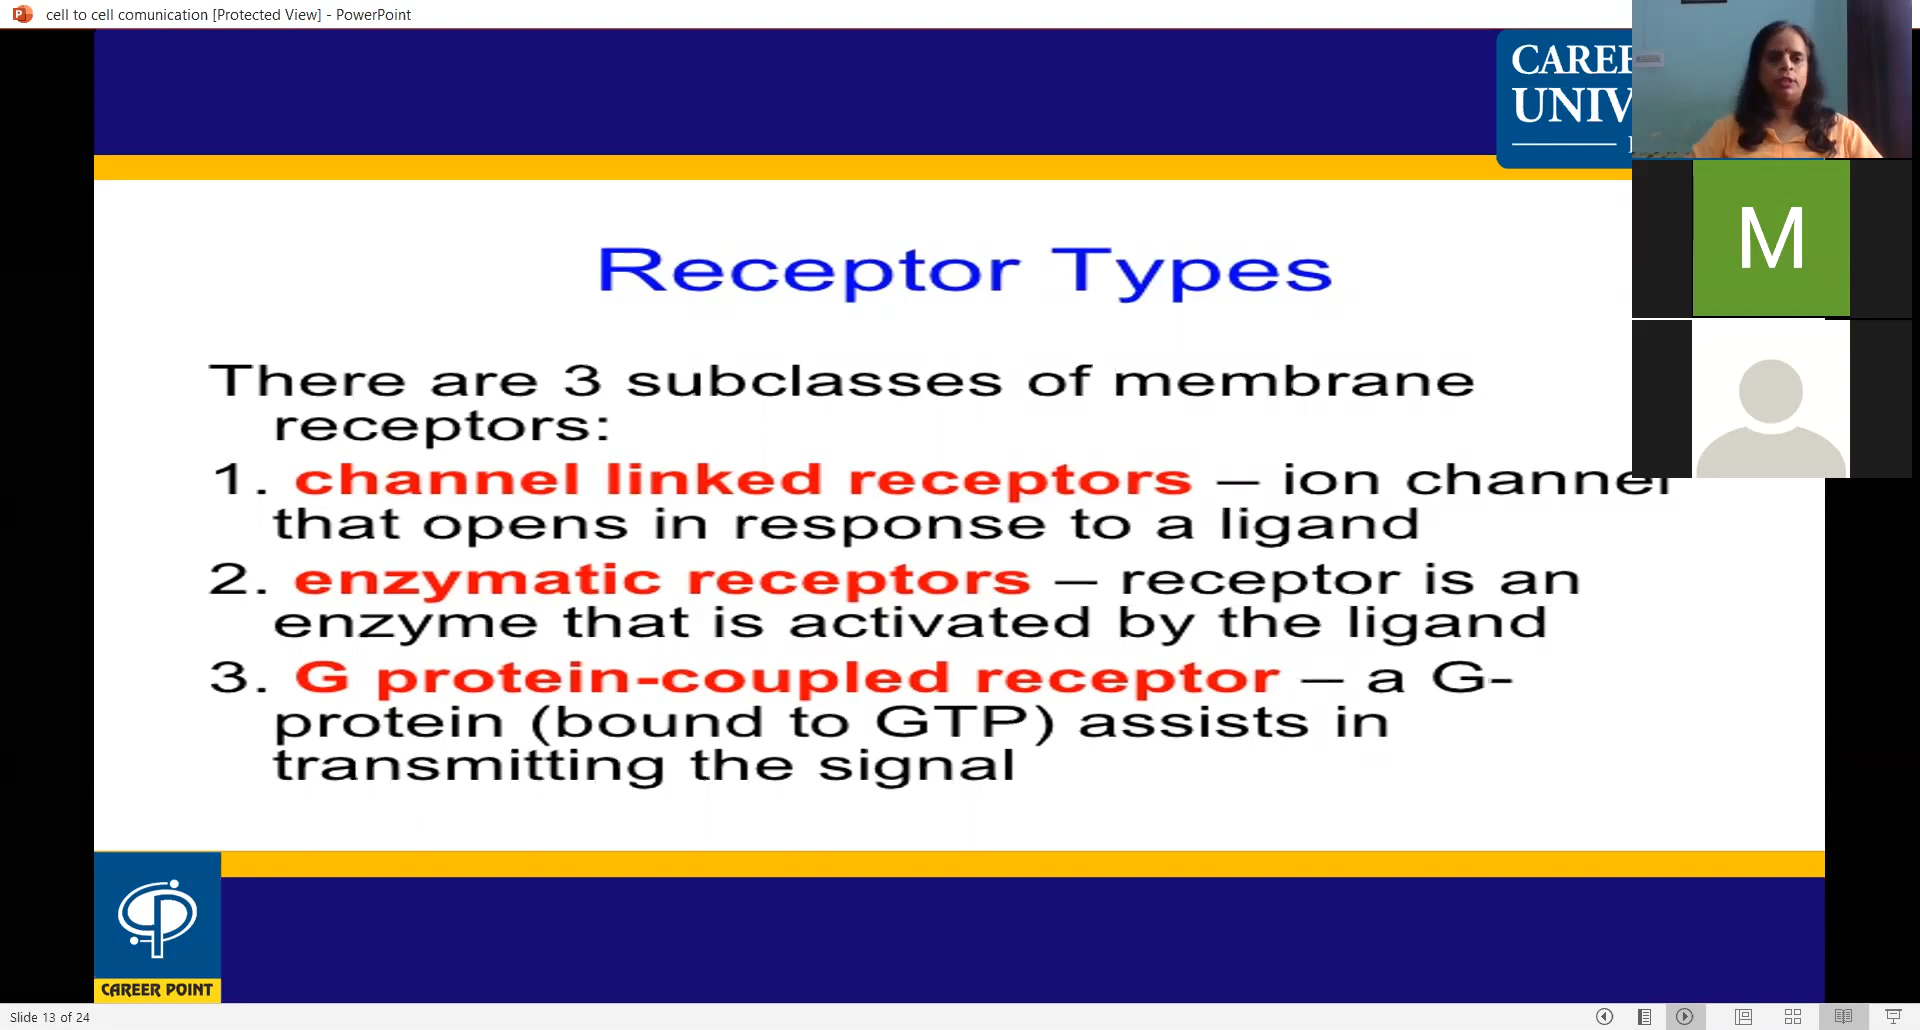 cell to cell comunication [Protected View] - PowerPoint
CAREE
UNIV
M
Receptor Types
There are 3 subclasses of membrane
receptors:
1. channel linked receptors – ion channel
that opens in response to a ligand
2. enzymatic receptors – receptor is an
enzyme that is activated by the ligand
3. G protein-coupled receptor – a G-
protein (bound to GTP) assists in
transmitting the signal
CAREER POINT
Slide 13 of 24